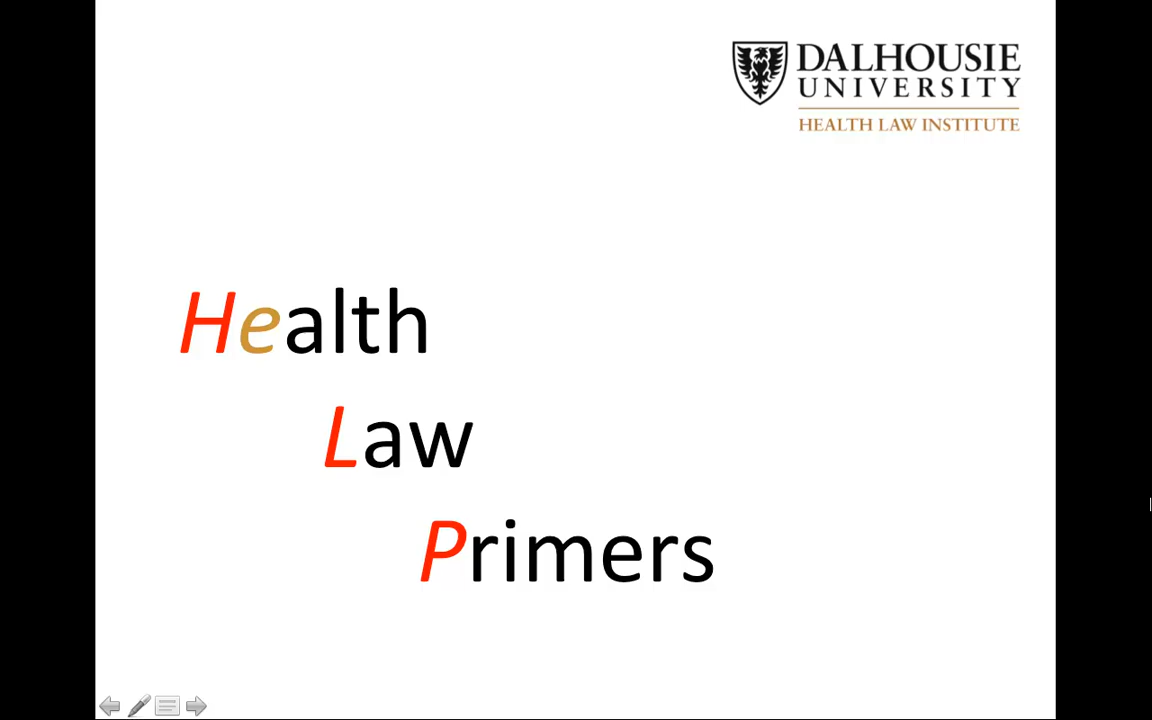 DALHOUSIE
UNIVERSITY
HEALTH LAW INSTITUTE
Health
Law
Primers